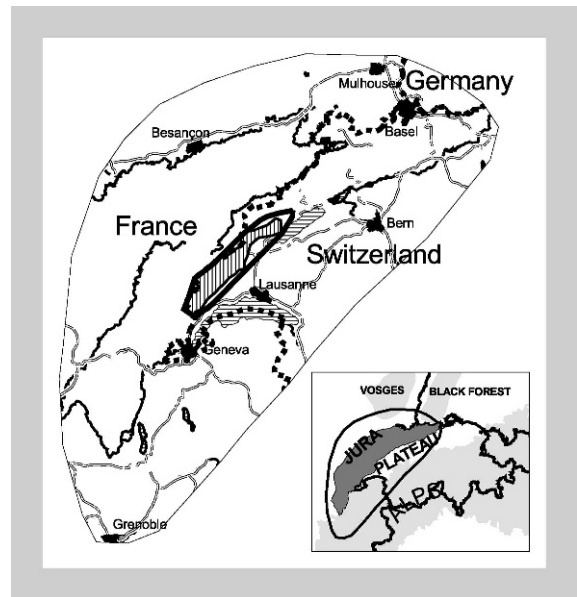 Germany
Mulhouse
Besançon
Basel
France
Bern
Switzerland
Lausanne
Geneva
VOSGES
BLACK FOREST
JURA
PLATEAU
ALPS
Grenoble